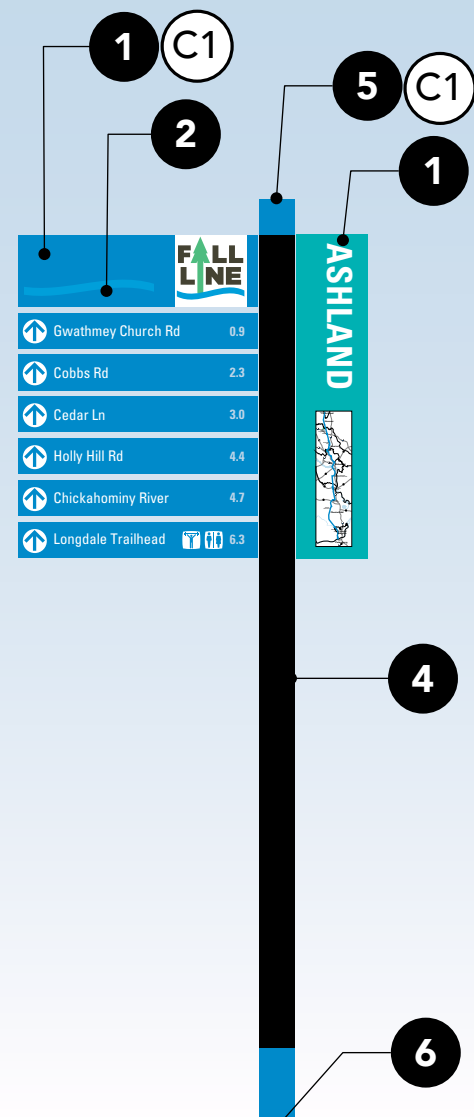 1 C1
2
5 C1
1
FALL
LINE
ASHLAND
Gwathmey Church Rd 0.9
Cobbs Rd 2.3
Cedar Ln 3.0
Holly Hill Rd 4.4
Chickahominy River 4.7
Longdale Trailhead 6.3
4
6